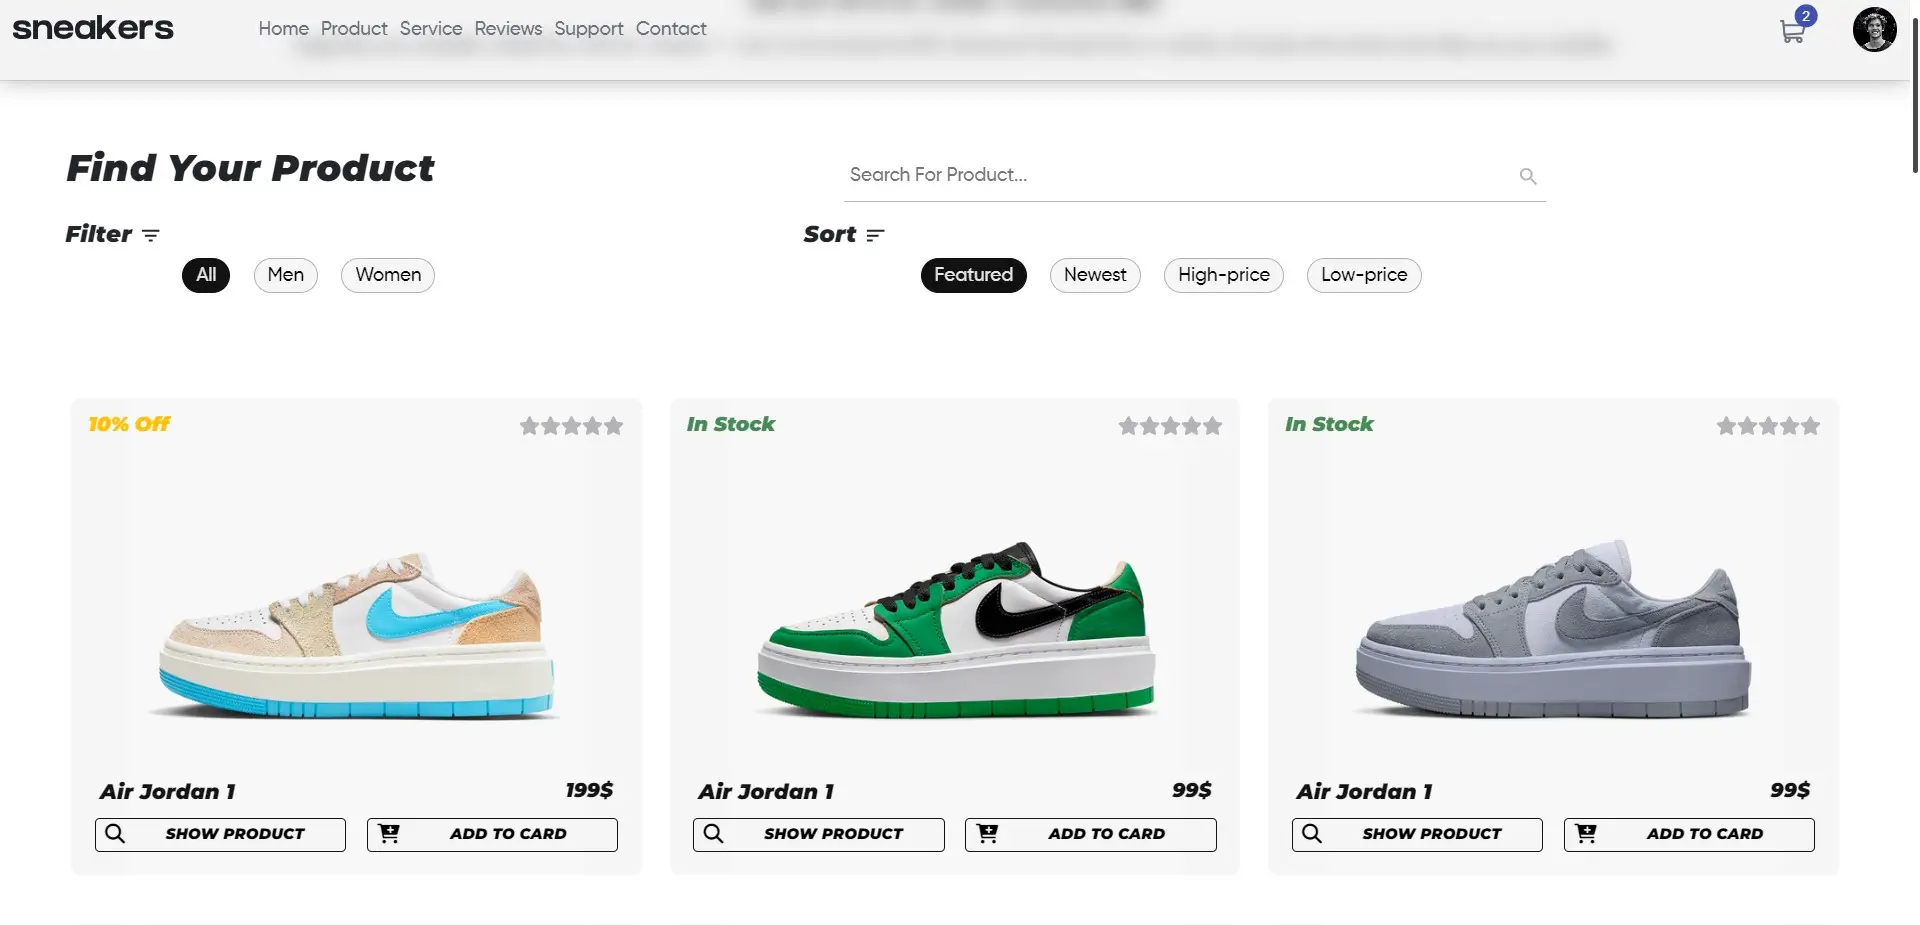 sneakers
Home Product Service Reviews Support Contact
2
Find Your Product
Search For Product...
Filter
All Men Women
Sort
Featured Newest High-price Low-price
10% Off
Air Jordan 1 199$
SHOW PRODUCT ADD TO CARD
In Stock
Air Jordan 1 99$
SHOW PRODUCT ADD TO CARD
In Stock
Air Jordan 1 99$
SHOW PRODUCT ADD TO CARD